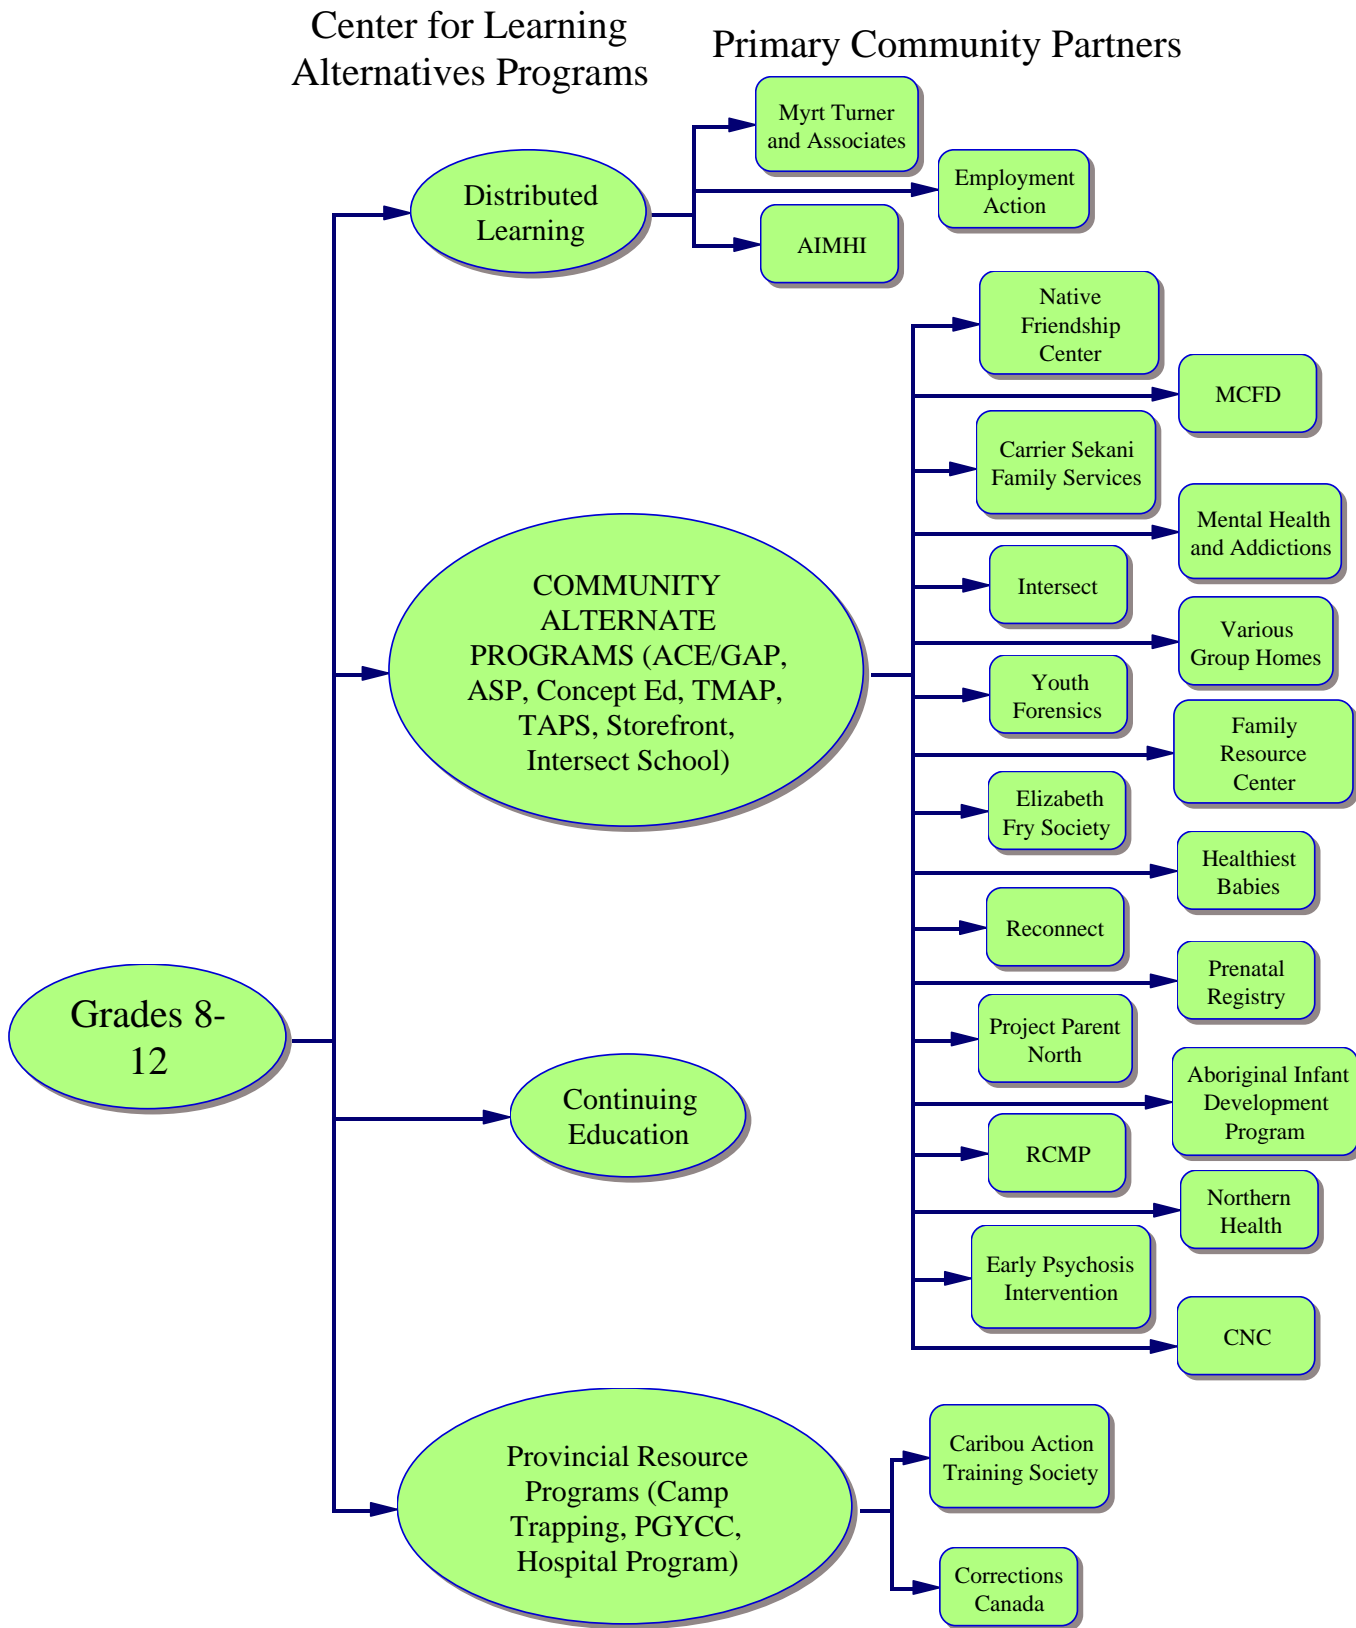 Center for Learning
Alternatives Programs
Primary Community Partners
Myrt Turner
and Associates
Distributed
Learning
Employment
Action
AIMHI
Native
Friendship
Center
MCFD
Carrier Sekani
Family Services
Mental Health
and Addictions
COMMUNITY
ALTERNATE
PROGRAMS (ACE/GAP,
ASP, Concept Ed, TMAP,
TAPS, Storefront,
Intersect School)
Intersect
Various
Group Homes
Youth
Forensics
Family
Resource
Center
Elizabeth
Fry Society
Healthiest
Babies
Reconnect
Prenatal
Registry
Grades 8-
12
Project Parent
North
Continuing
Education
Aboriginal Infant
Development
Program
RCMP
Northern
Health
Early Psychosis
Intervention
CNC
Provincial Resource
Programs (Camp
Trapping, PGYCC,
Hospital Program)
Caribou Action
Training Society
Corrections
Canada